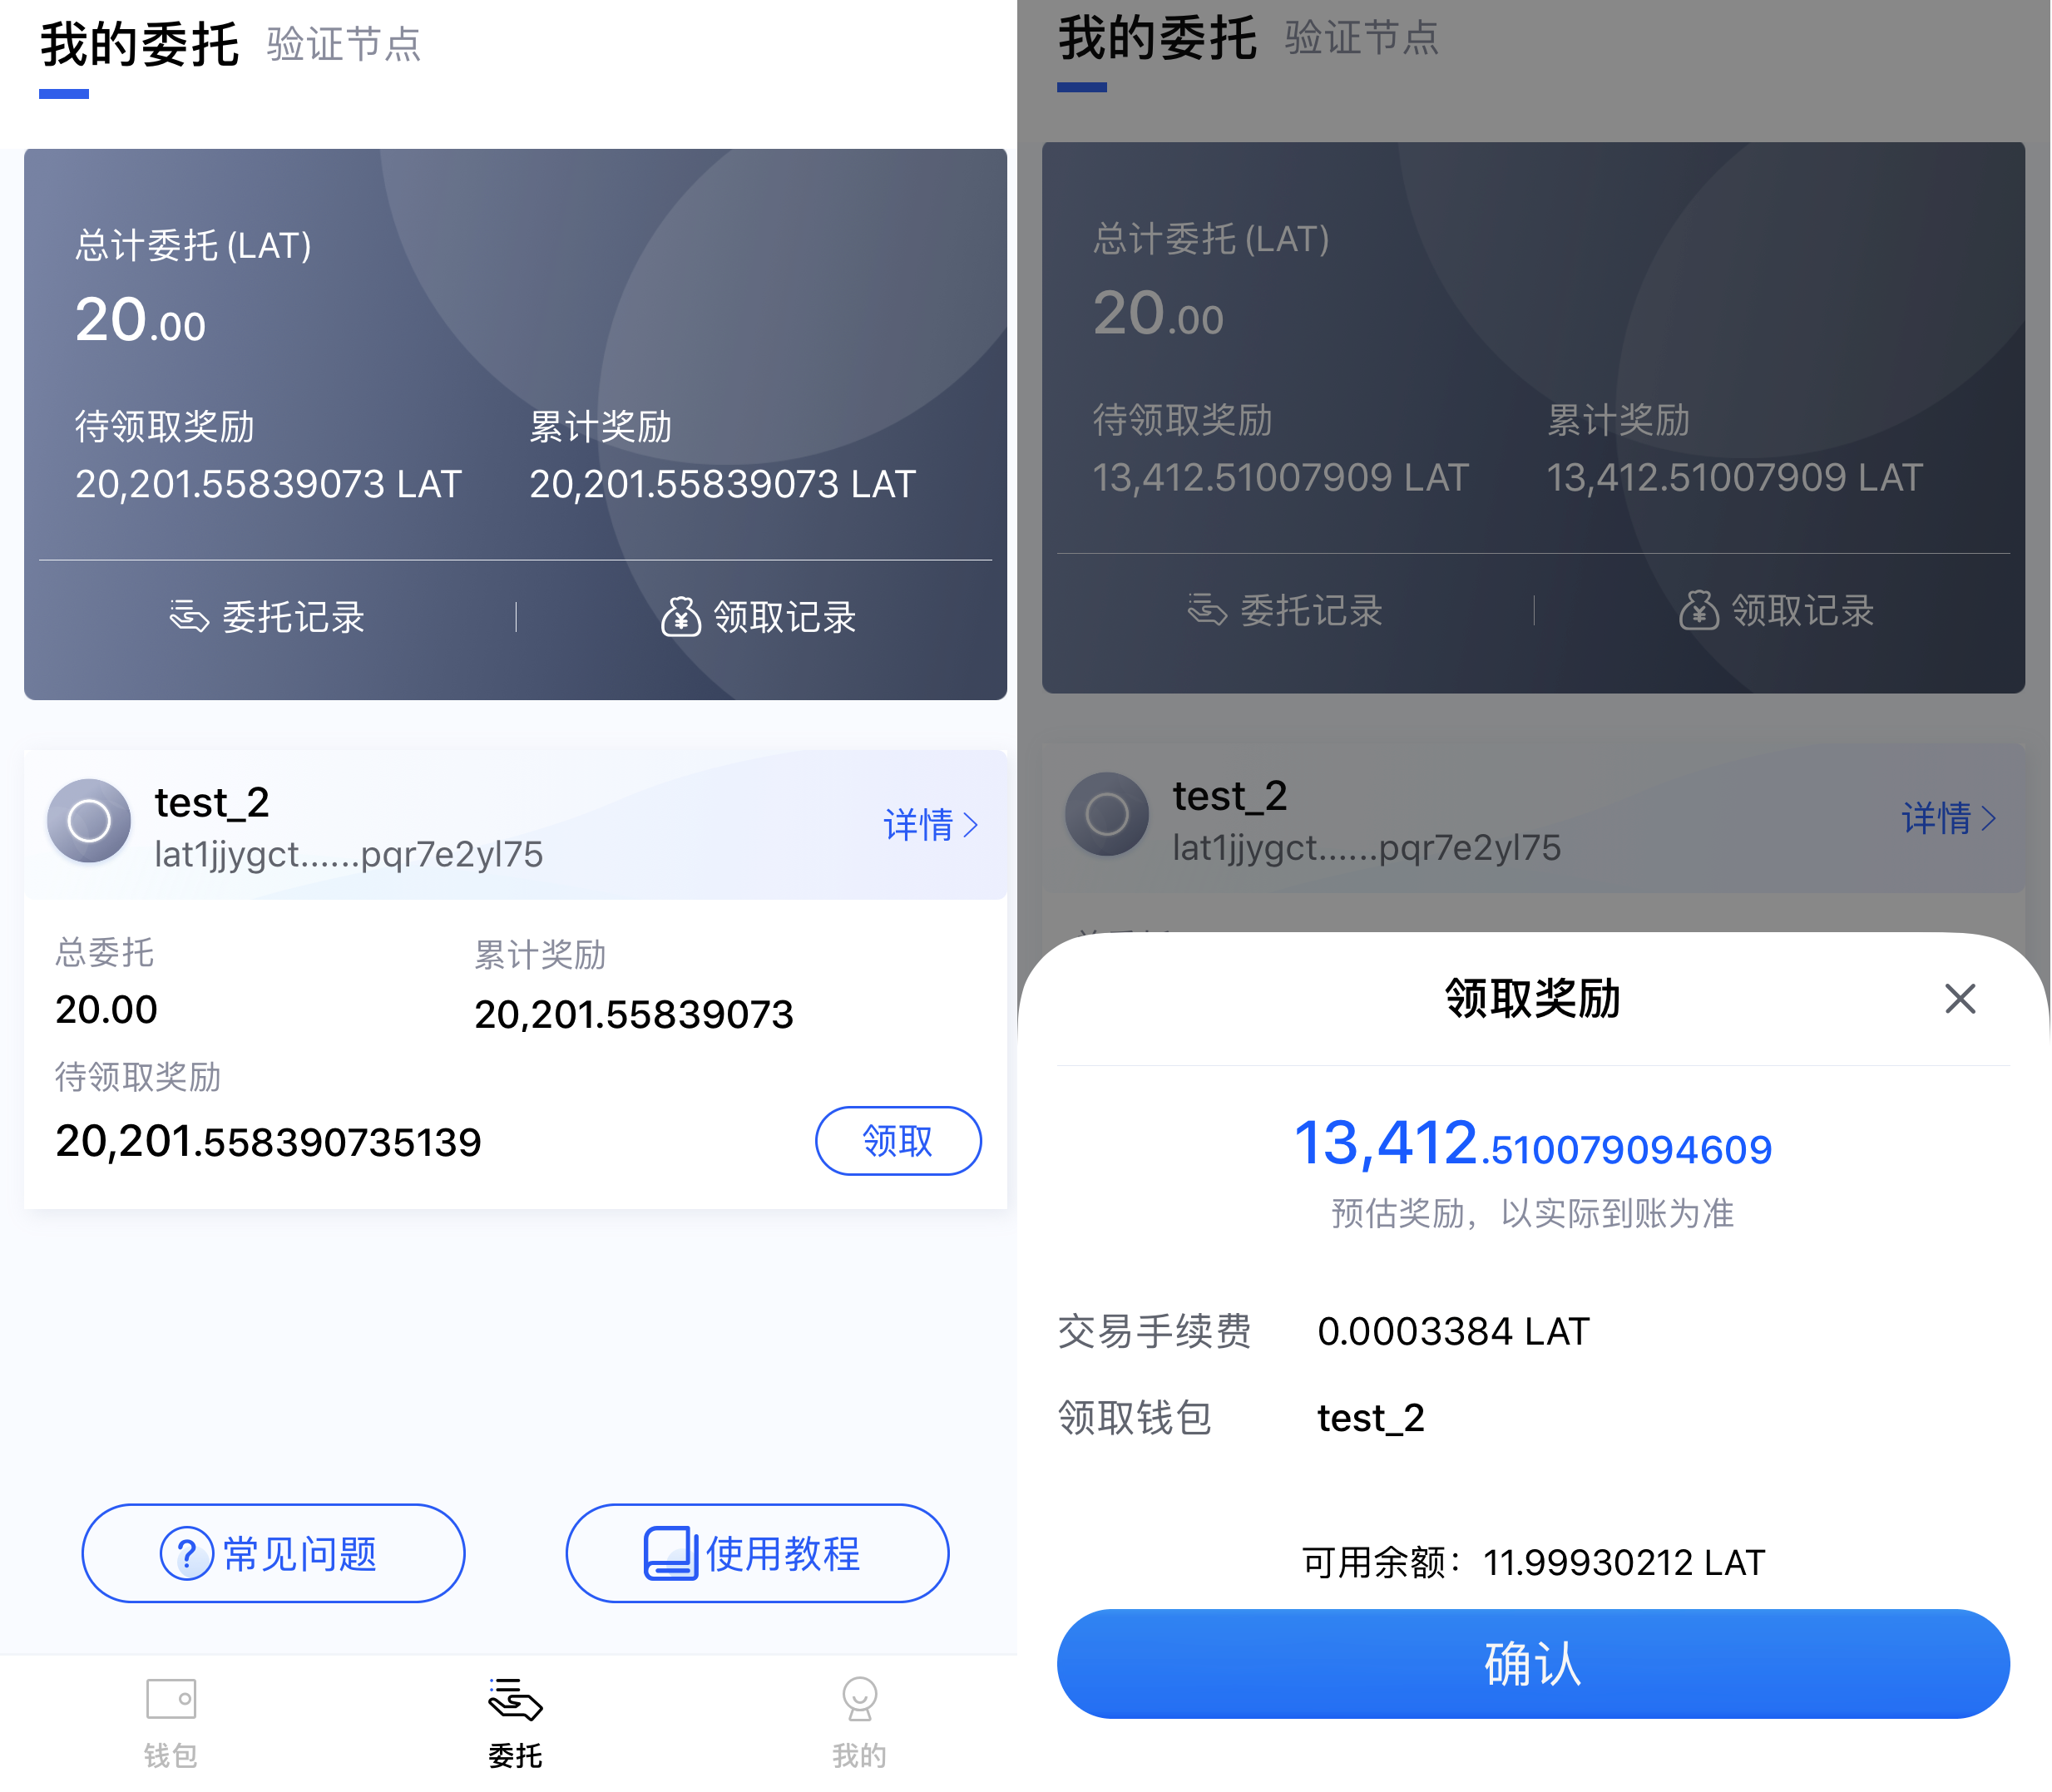 我的委托 验证节点
总计委托 (LAT)
20.00
待领取奖励 累计奖励
20,201.55839073 LAT 20,201.55839073 LAT
委托记录 领取记录
test_2
lat1jjygct......pqr7e2yl75
详情
总委托 累计奖励
20.00 20,201.55839073
待领取奖励
20,201.558390735139 领取
常见问题 使用教程
钱包 委托 我的
我的委托 验证节点
总计委托 (LAT)
20.00
待领取奖励 累计奖励
13,412.51007909 LAT 13,412.51007909 LAT
委托记录 领取记录
test_2
lat1jjygct......pqr7e2yl75
详情
领取奖励
13,412.510079094609
预估奖励，以实际到账为准
交易手续费 0.0003384 LAT
领取钱包 test_2
可用余额：11.99930212 LAT
确认